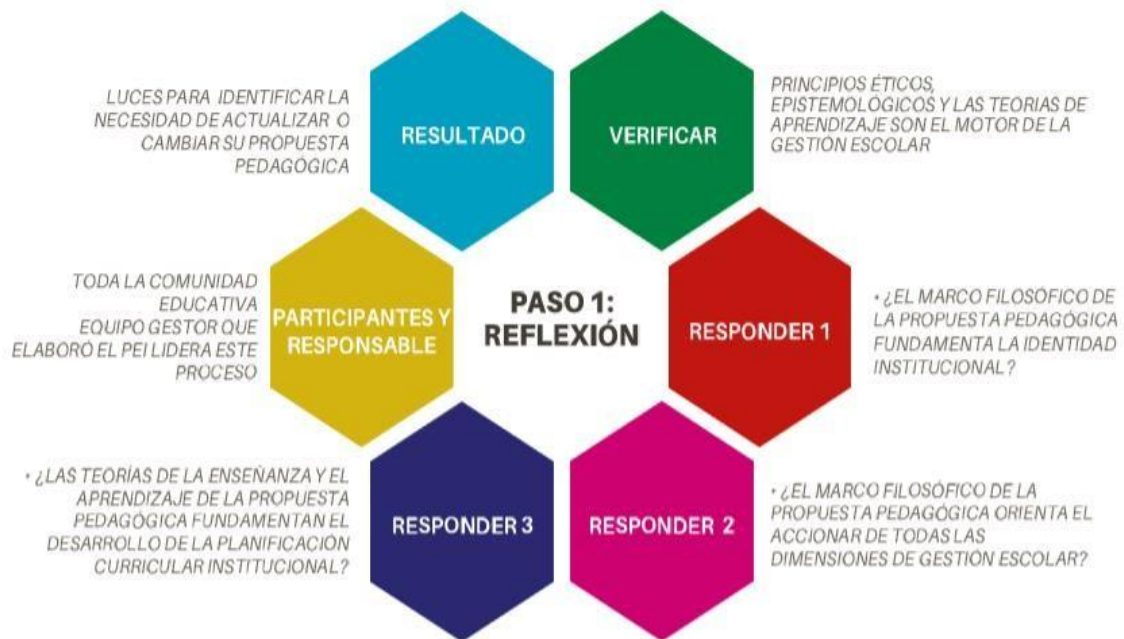 PASO 1:
REFLEXIÓN
VERIFICAR
PRINCIPIOS ÉTICOS,
EPISTEMOLÓGICOS Y LAS TEORIAS DE
APRENDIZAJE SON EL MOTOR DE LA
GESTIÓN ESCOLAR
RESPONDER 1
• ¿EL MARCO FILOSÓFICO DE
LA PROPUESTA PEDAGÓGICA
FUNDAMENTA LA IDENTIDAD
INSTITUCIONAL?
RESPONDER 2
• ¿EL MARCO FILOSÓFICO DE LA
PROPUESTA PEDAGÓGICA ORIENTA EL
ACCIONAR DE TODAS LAS
DIMENSIONES DE GESTIÓN ESCOLAR?
RESPONDER 3
• ¿LAS TEORÍAS DE LA ENSEÑANZA Y EL
APRENDIZAJE DE LA PROPUESTA
PEDAGÓGICA FUNDAMENTAN EL
DESARROLLO DE LA PLANIFICACIÓN
CURRICULAR INSTITUCIONAL?
PARTICIPANTES Y
RESPONSABLE
TODA LA COMUNIDAD
EDUCATIVA
EQUIPO GESTOR QUE
ELABORÓ EL PEI LIDERA ESTE
PROCESO
RESULTADO
LUCES PARA IDENTIFICAR LA
NECESIDAD DE ACTUALIZAR O
CAMBIAR SU PROPUESTA
PEDAGÓGICA